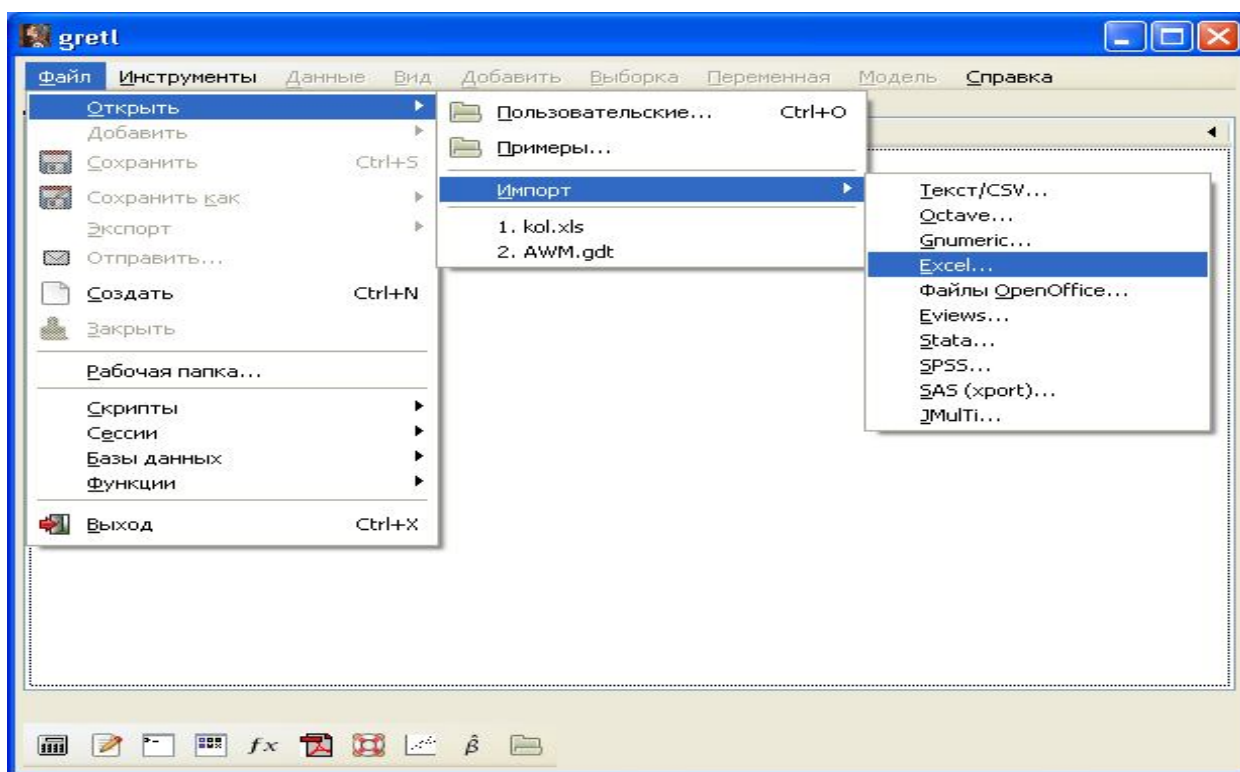 gretl
Файл Инструменты Данные Вид Добавить Выборка Переменная Модель Справка
Открыть
Добавить
Сохранить Ctrl+S
Сохранить как
Экспорт
Отправить...
Создать Ctrl+N
Закрыть
Рабочая папка...
Скрипты
Сессии
Базы данных
Функции
Выход Ctrl+X
Пользовательские... Ctrl+O
Примеры...
Импорт
1. kol.xls
2. AWM.gdt
Текст/CSV...
Octave...
Gnumeric...
Excel...
Файлы OpenOffice...
Eviews...
Stata...
SPSS...
SAS (xport)...
JMulTi...
fx β̂